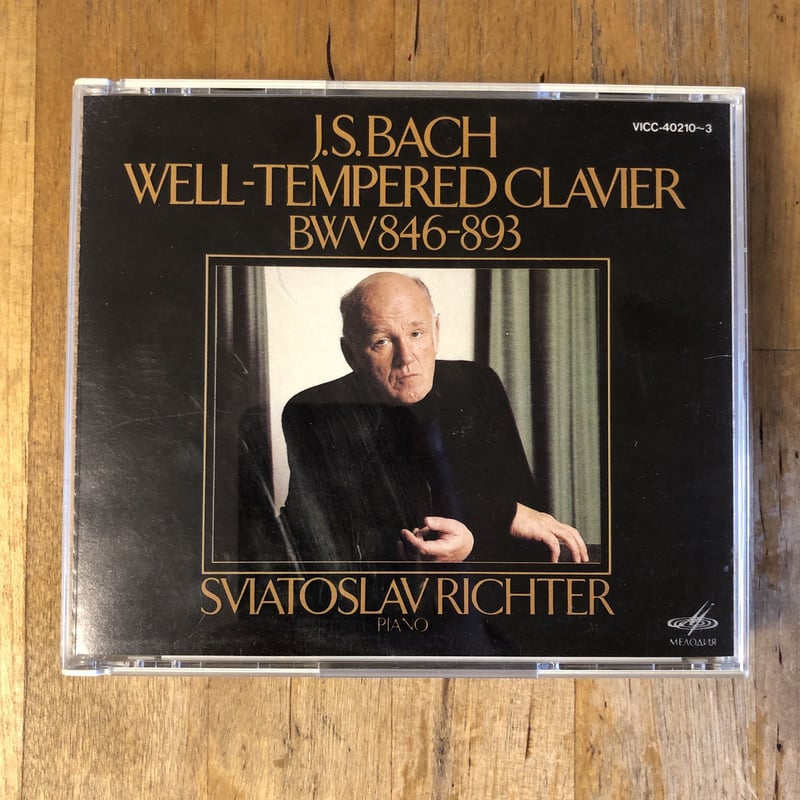 VICC-40210~3
J.S.BACH
WELL-TEMPERED CLAVIER
BWV846-893
SVIATOSLAV RICHTER
PIANO
МЕЛОДИЯ